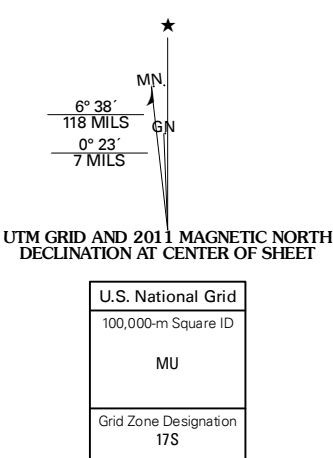 ★
MN.
6° 38´
118 MILS
GN
0° 23´
7 MILS
UTM GRID AND 2011 MAGNETIC NORTH
DECLINATION AT CENTER OF SHEET
U.S. National Grid
100,000-m Square ID
MU
Grid Zone Designation
17S